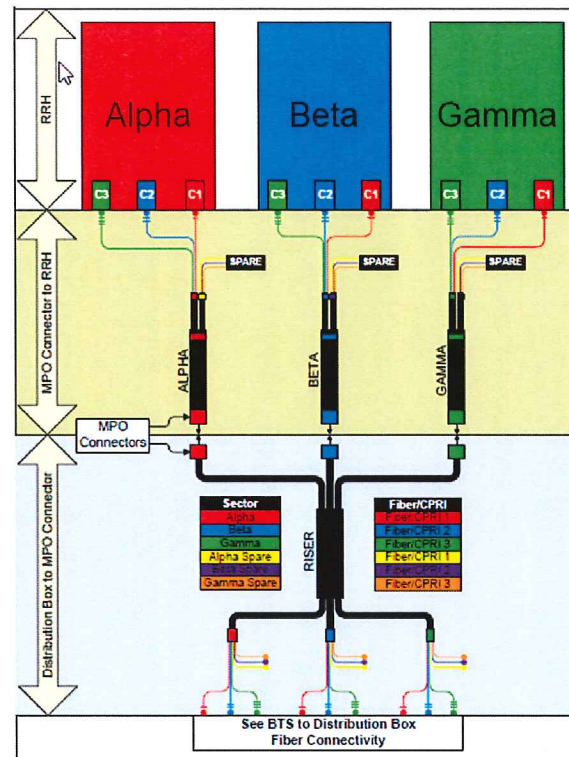 RRH
Alpha
Beta
Gamma
C3
C2
C1
C3
C2
C1
C3
C2
C1
MPO Connector to RRH
SPARE
SPARE
SPARE
ALPHA
BETA
GAMMA
MPO
Connectors
Distribution Box to MPO Connector
Sector
Alpha
Beta
Gamma
Alpha Spare
Beta Spare
Gamma Spare
RISER
Fiber/CPRI
Fiber/CPRI 1
Fiber/CPRI 2
Fiber/CPRI 3
Fiber/CPRI 1
Fiber/CPRI 2
Fiber/CPRI 3
See BTS to Distribution Box
Fiber Connectivity